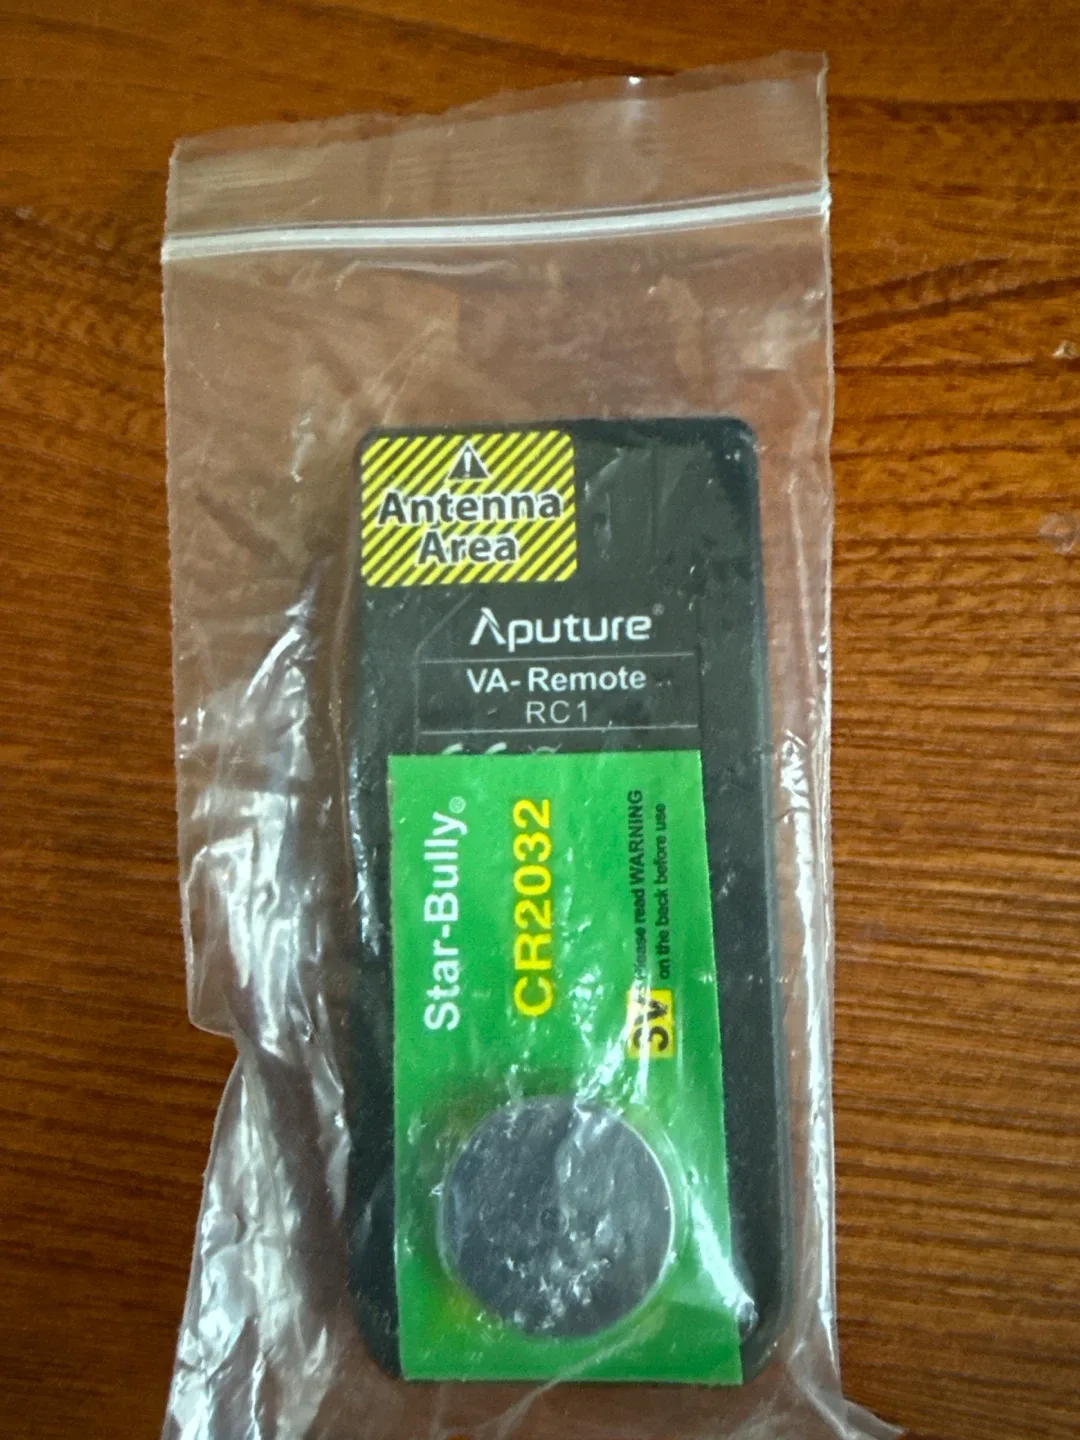 Antenna
Area
Aputure®
VA-Remote
RC1
Star-Bully®
CR2032
3V
please read WARNING
on the back before use